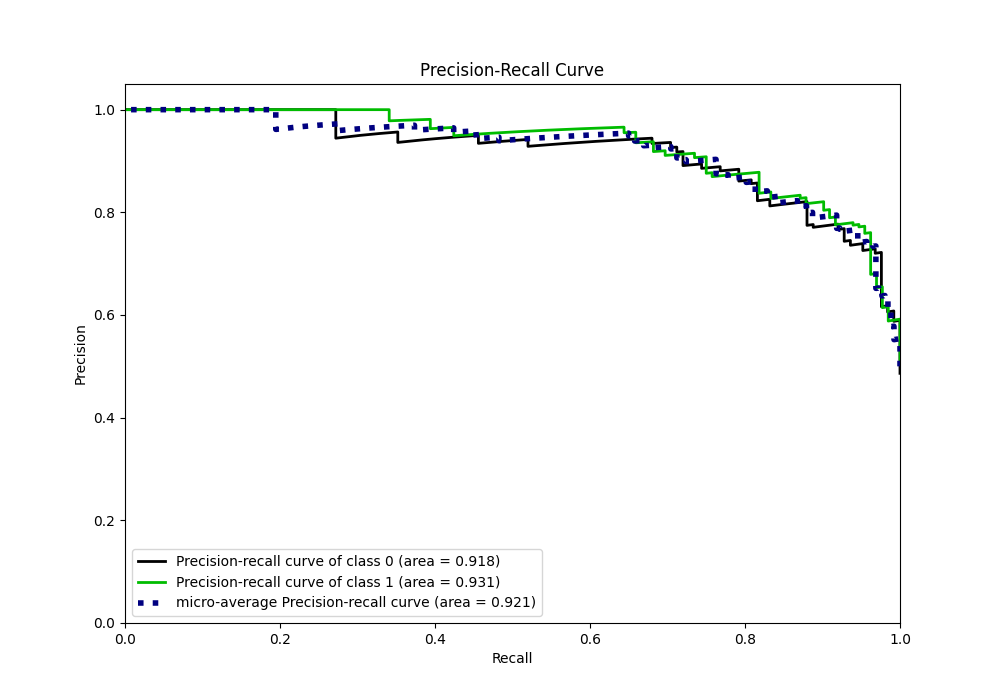 Precision-Recall Curve
1.0
0.8
0.6
0.4
0.2
0.0
Precision
Precision-recall curve of class 0 (area = 0.918)
Precision-recall curve of class 1 (area = 0.931)
micro-average Precision-recall curve (area = 0.921)
0.0 0.2 0.4 0.6 0.8 1.0
Recall